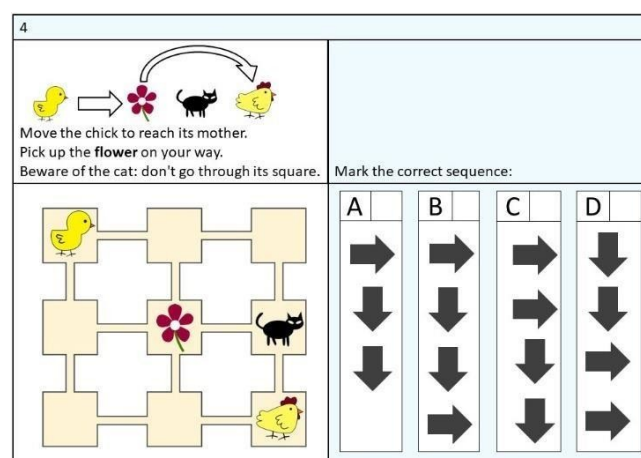 4
Move the chick to reach its mother.
Pick up the flower on your way.
Beware of the cat: don't go through its square.
Mark the correct sequence:
A B C D